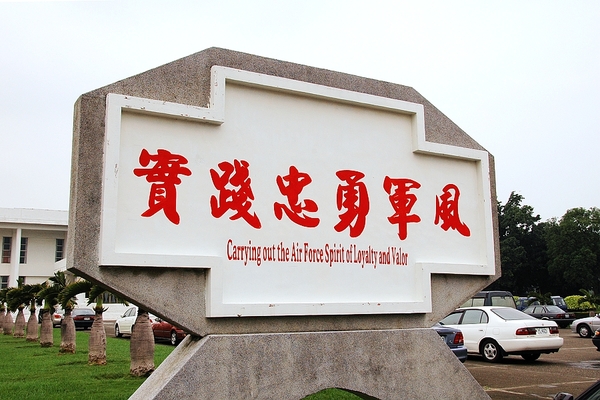 實踐忠勇軍風
Carrying out the Air Force Spirit of Loyalty and Valor